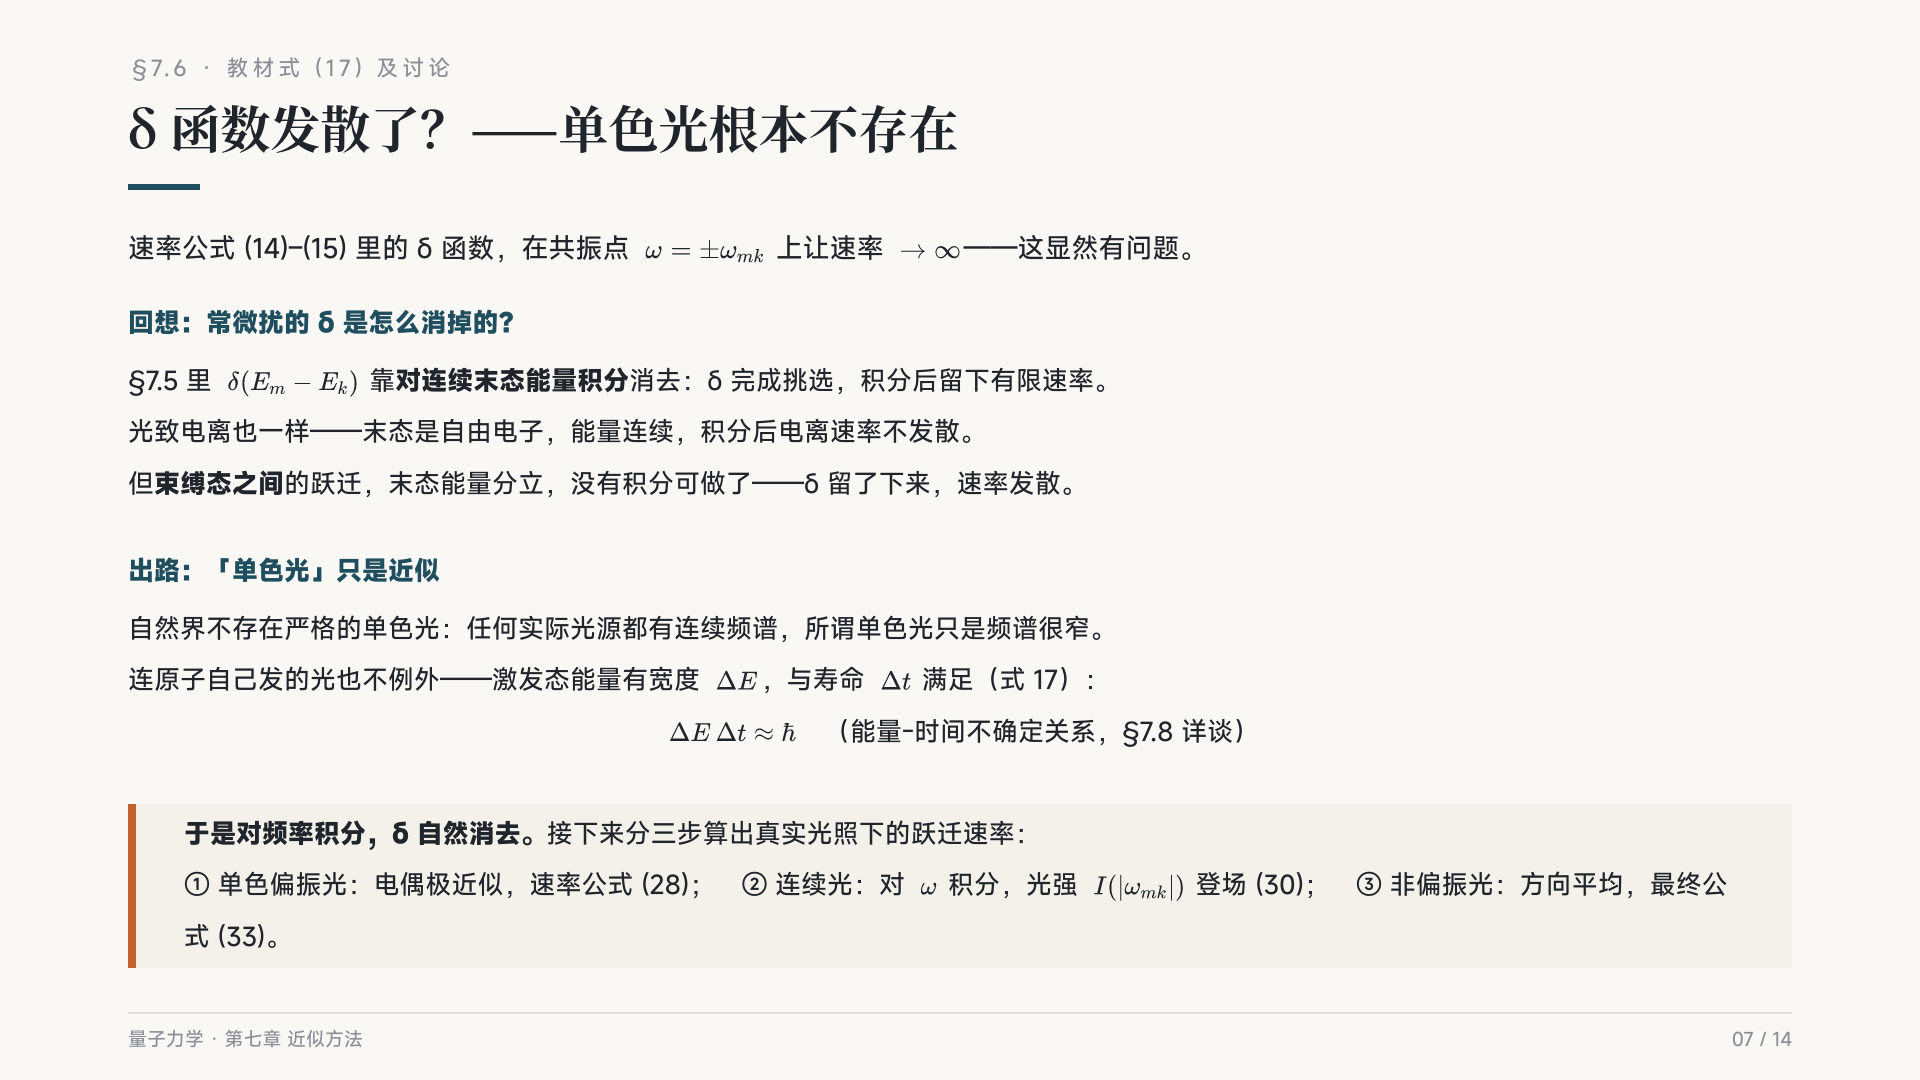 §7.6 · 教材式 (17) 及讨论
δ 函数发散了？——单色光根本不存在
速率公式 (14)–(15) 里的 δ 函数，在共振点 ω = ±ω_{mk} 上让速率 → ∞——这显然有问题。
回想：常微扰的 δ 是怎么消掉的?
§7.5 里 δ(E_m − E_k) 靠对连续末态能量积分消去：δ 完成挑选，积分后留下有限速率。
光致电离也一样——末态是自由电子，能量连续，积分后电离速率不发散。
但束缚态之间的跃迁，末态能量分立，没有积分可做了——δ 留了下来，速率发散。
出路：「单色光」只是近似
自然界不存在严格的单色光：任何实际光源都有连续频谱，所谓单色光只是频谱很窄。
连原子自己发的光也不例外——激发态能量有宽度 ΔE，与寿命 Δt 满足（式 17）：
ΔE Δt ≈ ħ （能量-时间不确定关系，§7.8 详谈）
于是对频率积分，δ 自然消去。接下来分三步算出真实光照下的跃迁速率：
① 单色偏振光：电偶极近似，速率公式 (28)； ② 连续光：对 ω 积分，光强 I(|ω_{mk}|) 登场 (30)； ③ 非偏振光：方向平均，最终公
式 (33)。
量子力学 · 第七章 近似方法
07 / 14